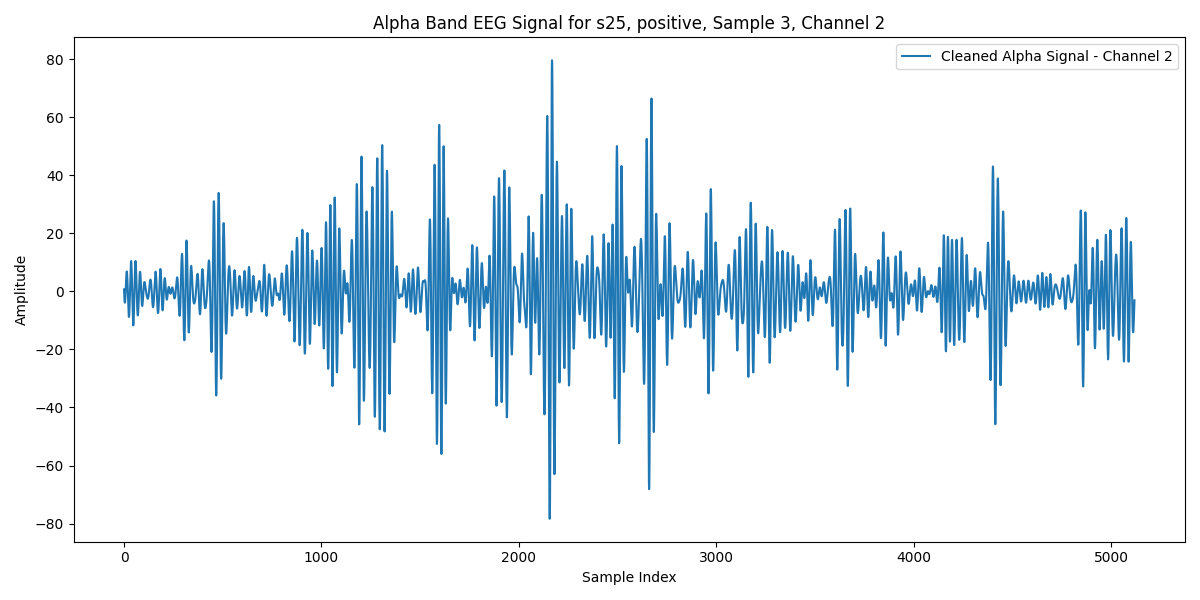 Alpha Band EEG Signal for s25, positive, Sample 3, Channel 2
Cleaned Alpha Signal - Channel 2
Amplitude
80
60
40
20
0
−20
−40
−60
−80
0 1000 2000 3000 4000 5000
Sample Index